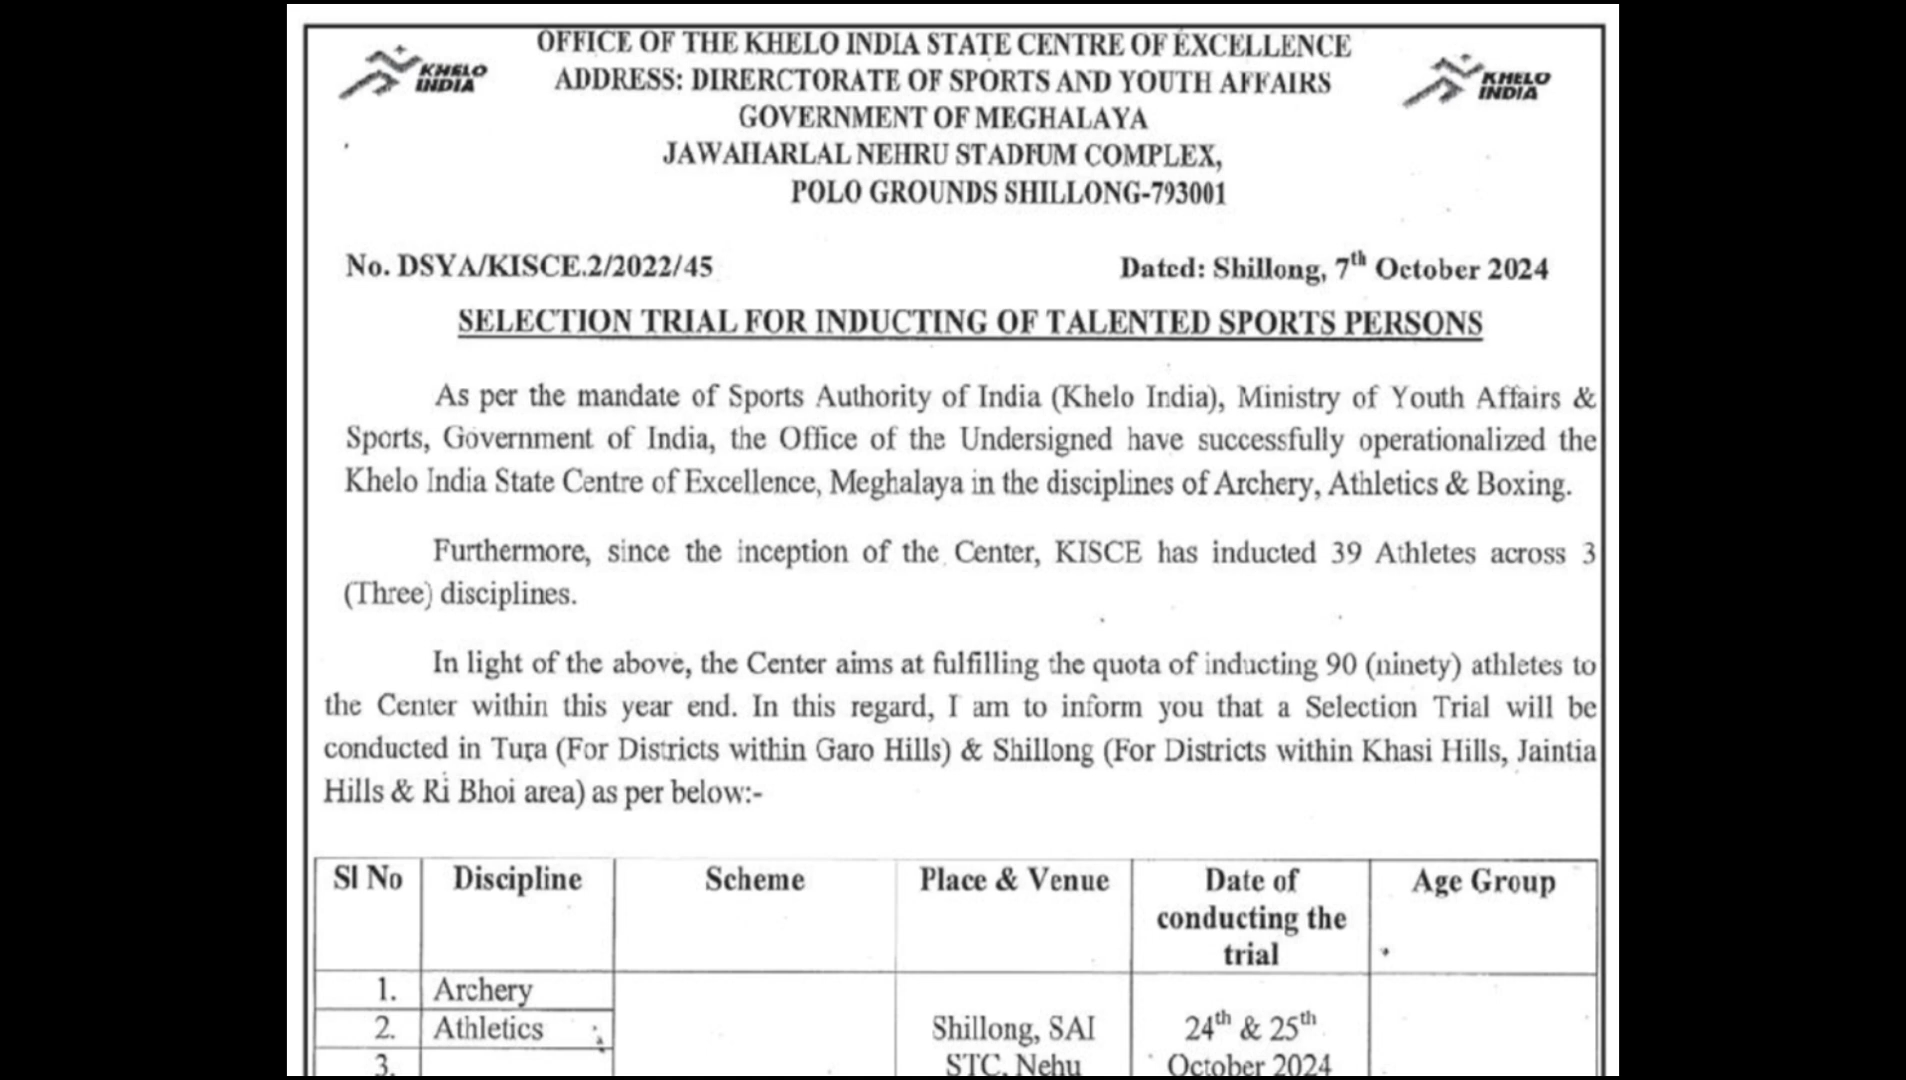 KHELO
INDIA
OFFICE OF THE KHELO INDIA STATE CENTRE OF EXCELLENCE
ADDRESS: DIRERCTORATE OF SPORTS AND YOUTH AFFAIRS
GOVERNMENT OF MEGHALAYA
JAWAHARLAL NEHRU STADIUM COMPLEX,
POLO GROUNDS SHILLONG-793001
KHELO
INDIA
No. DSYA/KISCE.2/2022/45
Dated: Shillong, 7th October 2024
SELECTION TRIAL FOR INDUCTING OF TALENTED SPORTS PERSONS
As per the mandate of Sports Authority of India (Khelo India), Ministry of Youth Affairs &
Sports, Government of India, the Office of the Undersigned have successfully operationalized the
Khelo India State Centre of Excellence, Meghalaya in the disciplines of Archery, Athletics & Boxing.
Furthermore, since the inception of the Center, KISCE has inducted 39 Athletes across 3
(Three) disciplines.
In light of the above, the Center aims at fulfilling the quota of inducting 90 (ninety) athletes to
the Center within this year end. In this regard, I am to inform you that a Selection Trial will be
conducted in Tura (For Districts within Garo Hills) & Shillong (For Districts within Khasi Hills, Jaintia
Hills & Ri Bhoi area) as per below:-
Sl No
Discipline
Scheme
Place & Venue
Date of
conducting the
trial
Age Group
1.
Archery
2.
Athletics
3.
Shillong, SAI
STC, Nehu
24th & 25th
October 2024